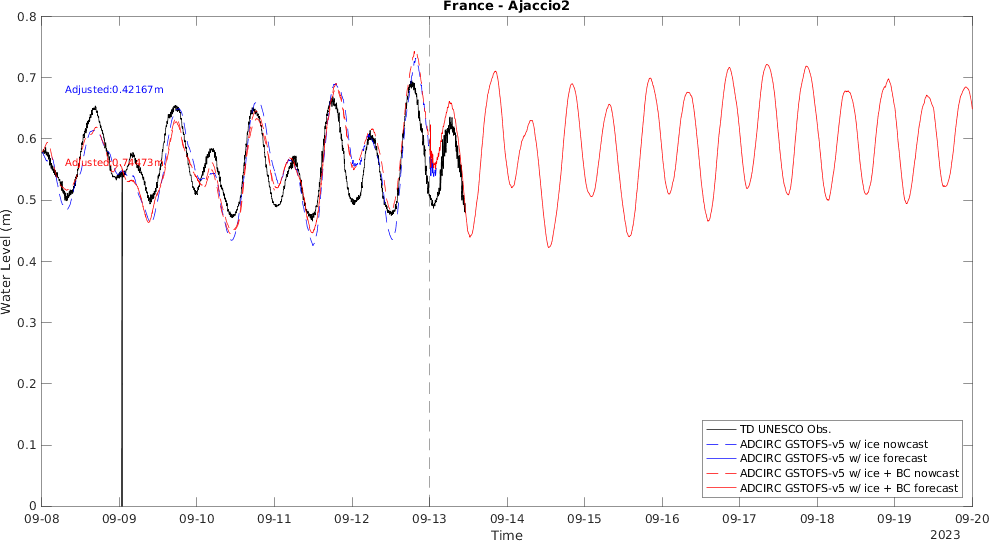 France - Ajaccio2
0.8
0.7
0.6
0.5
0.4
0.3
0.2
0.1
0
Water Level (m)
Adjusted:0.42167m
TD UNESCO Obs.
ADCIRC GSTOFS-v5 w/ ice nowcast
ADCIRC GSTOFS-v5 w/ ice forecast
ADCIRC GSTOFS-v5 w/ ice + BC nowcast
ADCIRC GSTOFS-v5 w/ ice + BC forecast
09-08 09-09 09-10 09-11 09-12 09-13 09-14 09-15 09-16 09-17 09-18 09-19 09-20
Time
2023